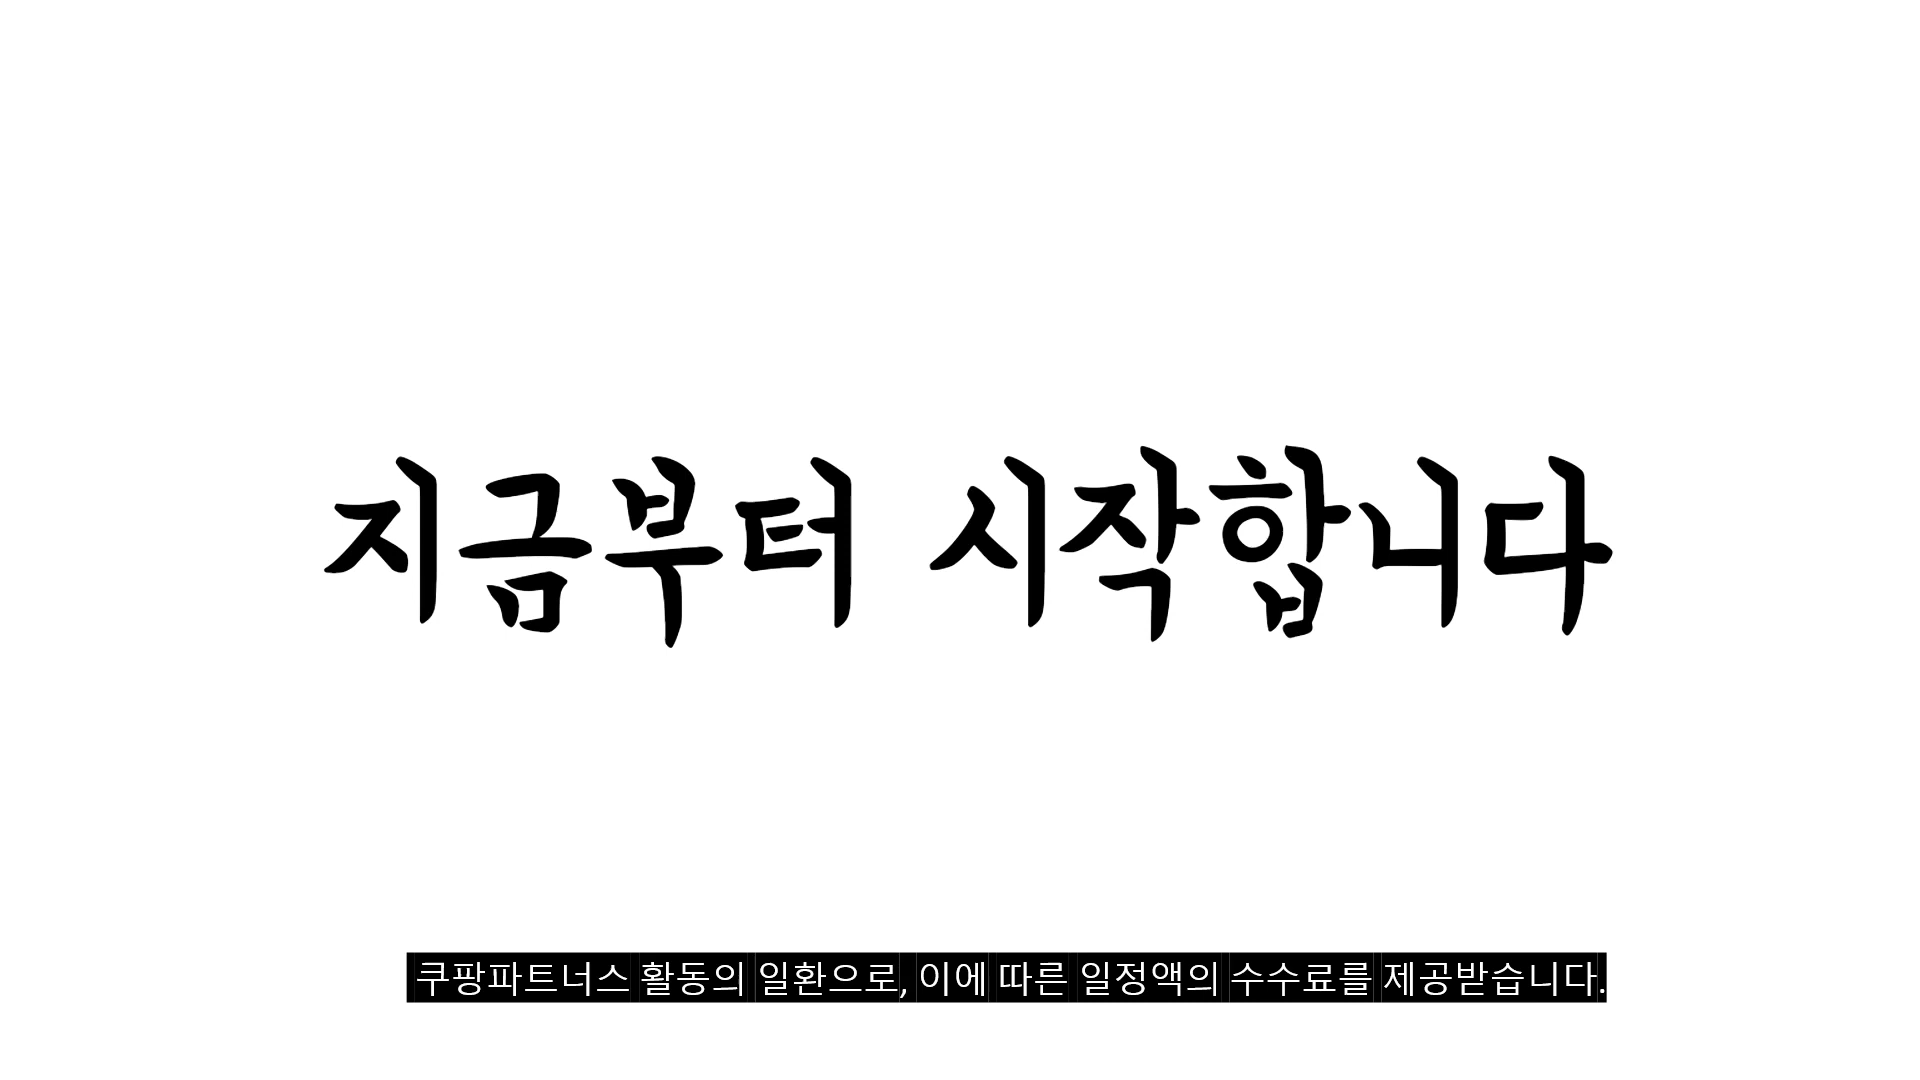 지금부터 시작합니다
쿠팡파트너스 활동의 일환으로, 이에 따른 일정액의 수수료를 제공받습니다.